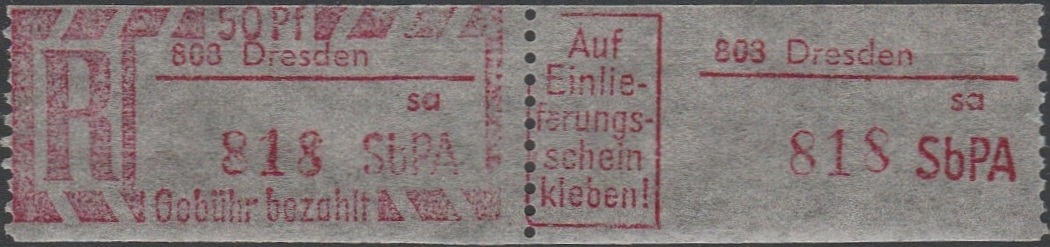 50 Pf
R
803 Dresden
sa
818 SbPA
Gebühr bezahlt
Auf
Einlie-
ferungs-
schein
kleben!
803 Dresden
sa
818 SbPA